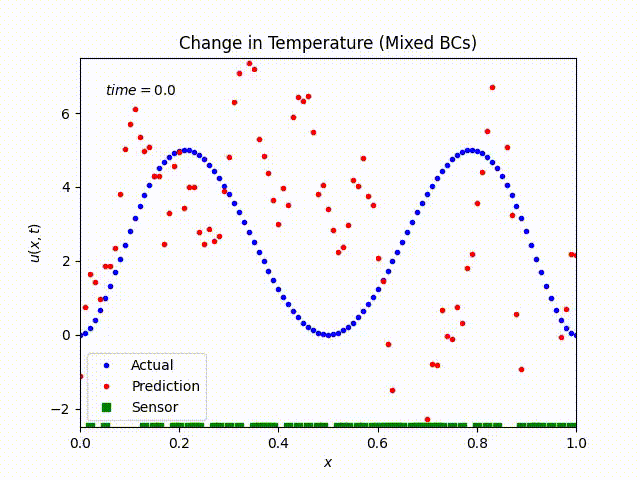 Change in Temperature (Mixed BCs)
time = 0.0
6
4
2
0
−2
u(x, t)
Actual
Prediction
Sensor
0.0 0.2 0.4 0.6 0.8 1.0
x